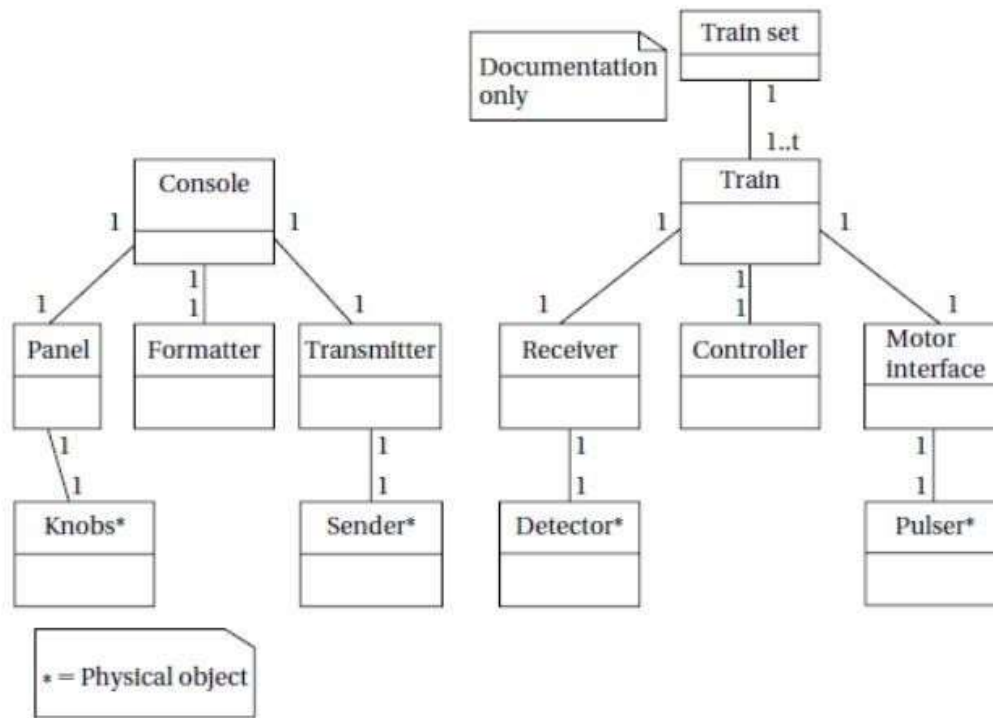 Train set
Documentation
only
1
1..t
Console
Train
1
1
1
1
1
1
1
1
1
1
1
1
Panel
Formatter
Transmitter
Receiver
Controller
Motor
interface
1
1
1
1
1
1
1
1
Knobs*
Sender*
Detector*
Pulser*
* = Physical object